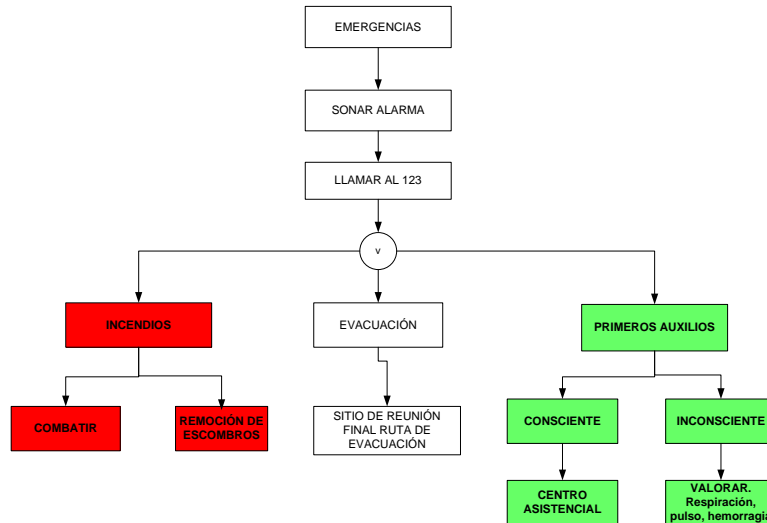 EMERGENCIAS
SONAR ALARMA
LLAMAR AL 123
v
INCENDIOS
EVACUACIÓN
PRIMEROS AUXILIOS
COMBATIR
REMOCIÓN DE
ESCOMBROS
SITIO DE REUNIÓN
FINAL RUTA DE
EVACUACIÓN
CONSCIENTE
INCONSCIENTE
CENTRO
ASISTENCIAL
VALORAR.
Respiración,
pulso, hemorragia